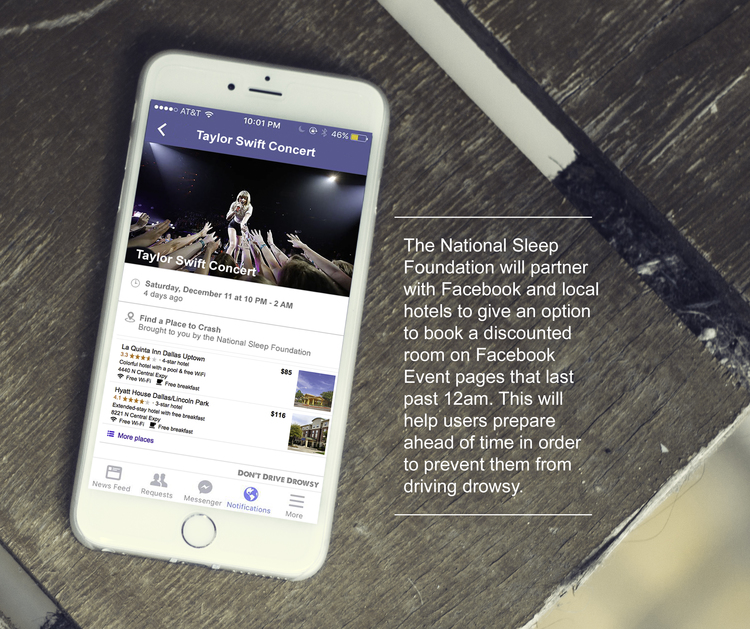 AT&T
10:01 PM
46%
Taylor Swift Concert
Taylor Swift Concert
Saturday, December 11 at 10 PM - 2 AM
4 days ago
Find a Place to Crash
Brought to you by the National Sleep Foundation
La Quinta Inn Dallas Uptown
3.3 ★★★★★ · 4-star hotel
Colorful hotel with a pool & free WiFi
4440 N Central Expy
Free Wi-Fi Free breakfast
$85
Hyatt House Dallas/Lincoln Park
4.1 ★★★★★ · 3-star hotel
Extended-stay hotel with free breakfast
8221 N Central Expy
Free Wi-Fi Free breakfast
$116
More places
DON'T DRIVE DROWSY
News Feed
Requests
Messenger
Notifications
More
The National Sleep
Foundation will partner
with Facebook and local
hotels to give an option
to book a discounted
room on Facebook
Event pages that last
past 12am. This will
help users prepare
ahead of time in order
to prevent them from
driving drowsy.